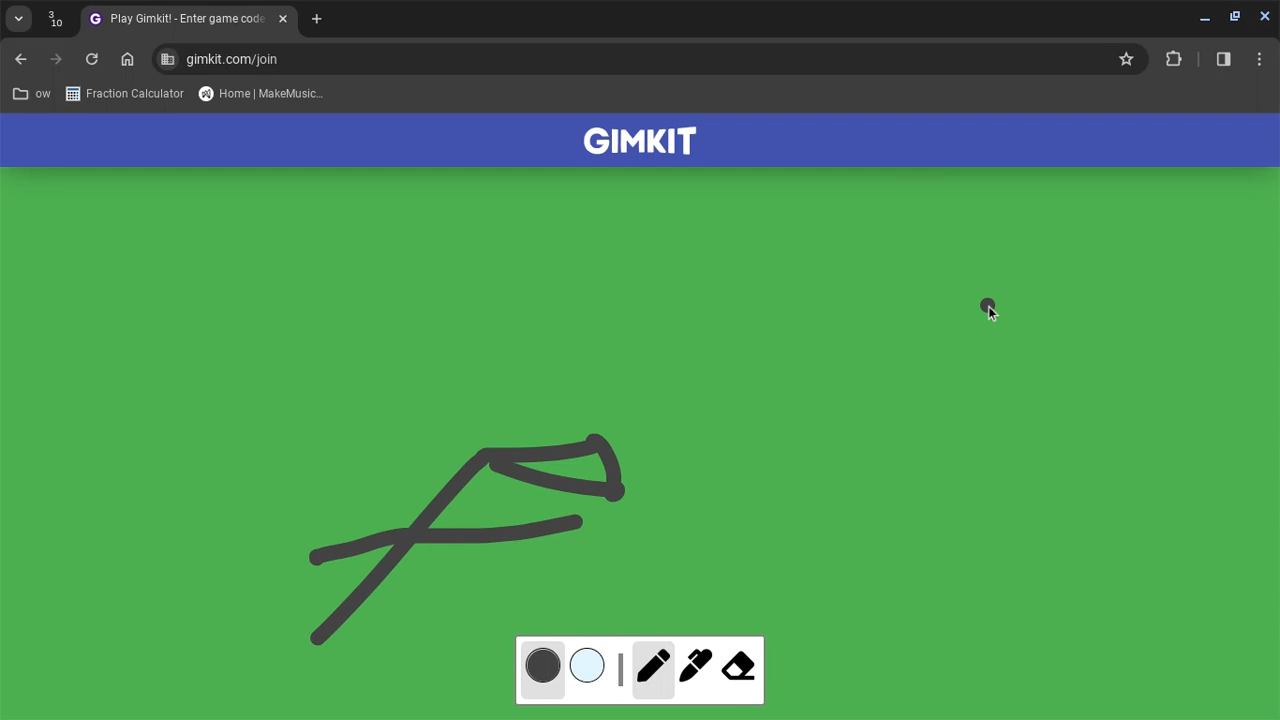 3
10
Play Gimkit! - Enter game code
gimkit.com/join
ow
Fraction Calculator
Home | MakeMusic...
GIMKIT